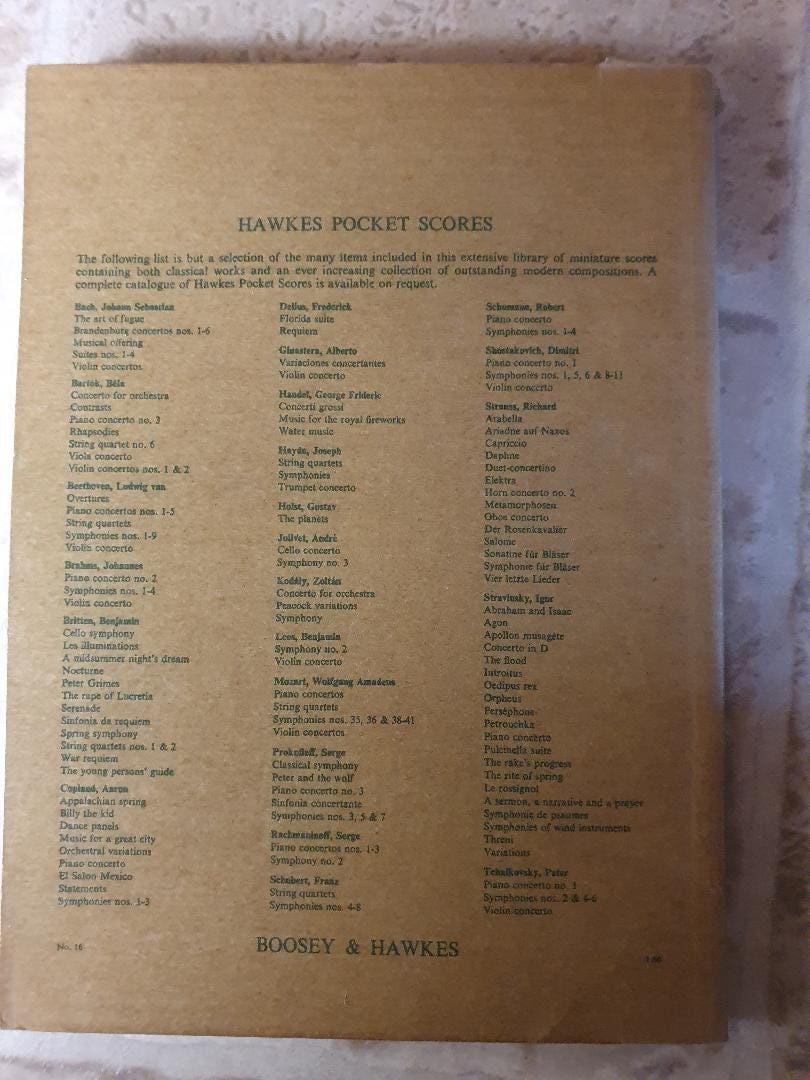 HAWKES POCKET SCORES
The following list is but a selection of the many items included in this extensive library of miniature scores
containing both classical works and an ever increasing collection of outstanding modern compositions. A
complete catalogue of Hawkes Pocket Scores is available on request.
Bach, Johann Sebastian
The art of fugue
Brandenburg concertos nos. 1-6
Musical offering
Suites nos. 1-4
Violin concertos
Bartók, Béla
Concerto for orchestra
Contrasts
Piano concerto no. 3
Rhapsodies
String quartet no. 6
Viola concerto
Violin concertos nos. 1 & 2
Beethoven, Ludwig van
Overtures
Piano concertos nos. 1-5
String quartets
Symphonies nos. 1-9
Violin concerto
Brahms, Johannes
Piano concerto no. 2
Symphonies nos. 1-4
Violin concerto
Britten, Benjamin
Cello symphony
Les illuminations
A midsummer night's dream
Nocturne
Peter Grimes
The rape of Lucretia
Serenade
Sinfonia da requiem
Spring symphony
String quartets nos. 1 & 2
War requiem
The young persons' guide
Copland, Aaron
Appalachian spring
Billy the kid
Dance panels
Music for a great city
Orchestral variations
Piano concerto
El Salon Mexico
Statements
Symphonies nos. 1-3
Delius, Frederick
Florida suite
Requiem
Ginastera, Alberto
Variaciones concertantes
Violin concerto
Handel, George Frideric
Concerti grossi
Music for the royal fireworks
Water music
Haydn, Joseph
String quartets
Symphonies
Trumpet concerto
Holst, Gustav
The planets
Jolivet, André
Cello concerto
Symphony no. 3
Kodály, Zoltán
Concerto for orchestra
Peacock variations
Symphony
Lees, Benjamin
Symphony no. 2
Violin concerto
Mozart, Wolfgang Amadeus
Piano concertos
String quartets
Symphonies nos. 35, 36 & 38-41
Violin concertos
Prokofieff, Serge
Classical symphony
Peter and the wolf
Piano concerto no. 3
Sinfonia concertante
Symphonies nos. 3, 5 & 7
Rachmaninoff, Serge
Piano concertos nos. 1-3
Symphony no. 2
Schubert, Franz
String quartets
Symphonies nos. 4-8
Schumann, Robert
Piano concerto
Symphonies nos. 1-4
Shostakovich, Dimitri
Piano concerto no. 1
Symphonies nos. 1, 5, 6 & 8-11
Violin concerto
Strauss, Richard
Arabella
Ariadne auf Naxos
Capriccio
Daphne
Duet-concertino
Elektra
Horn concerto no. 2
Metamorphosen
Oboe concerto
Der Rosenkavalier
Salome
Sonatine für Bläser
Symphonie für Bläser
Vier letzte Lieder
Stravinsky, Igor
Abraham and Isaac
Agon
Apollon musagète
Concerto in D
The flood
Introitus
Oedipus rex
Orpheus
Perséphone
Petrouchka
Piano concerto
Pulcinella suite
The rake's progress
The rite of spring
Le rossignol
A sermon, a narrative and a prayer
Symphonie de psaumes
Symphonies of wind instruments
Threni
Variations
Tchaikovsky, Peter
Piano concerto no. 1
Symphonies nos. 2 & 4-6
Violin concerto
No. 16
BOOSEY & HAWKES